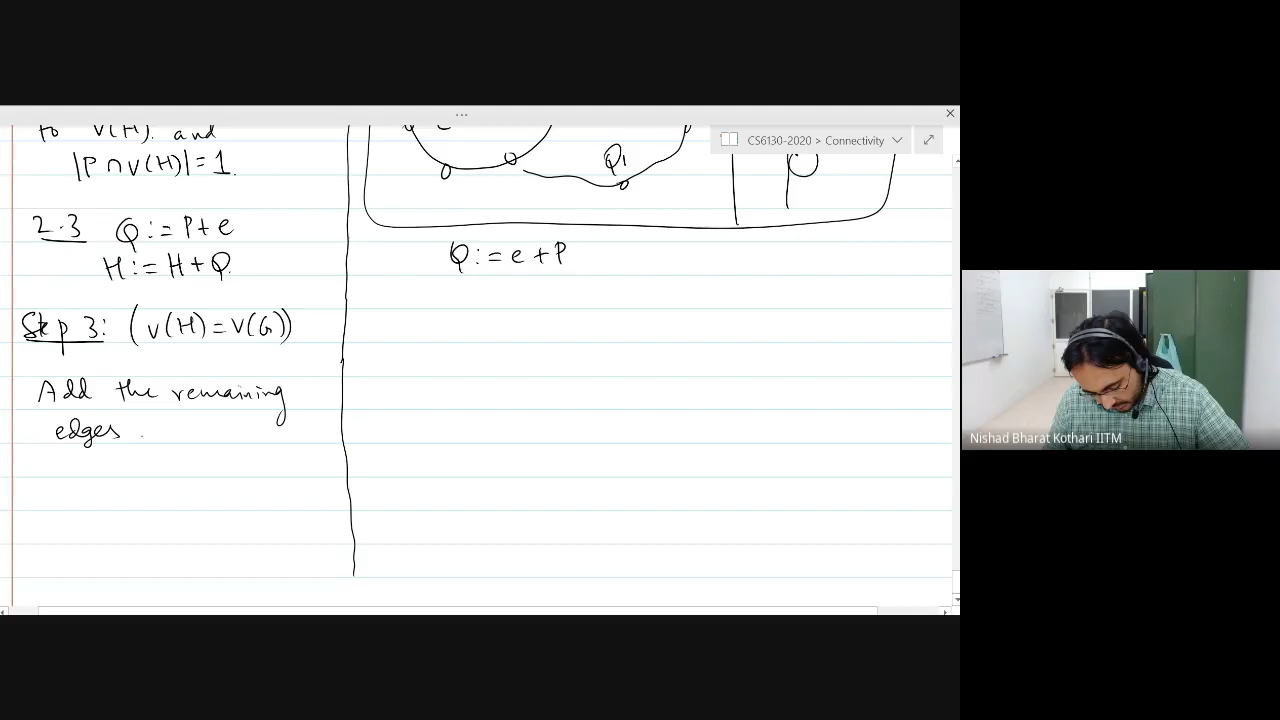 to V(H). and
|P∩V(H)|=1.
2.3 Q:=P+e
H:=H+Q.
Step 3: (V(H)=V(G))
Add the remaining
edges.
...
CS6130-2020 > Connectivity
Q1
P
Q:=e+P
Nishad Bharat Kothari IITM